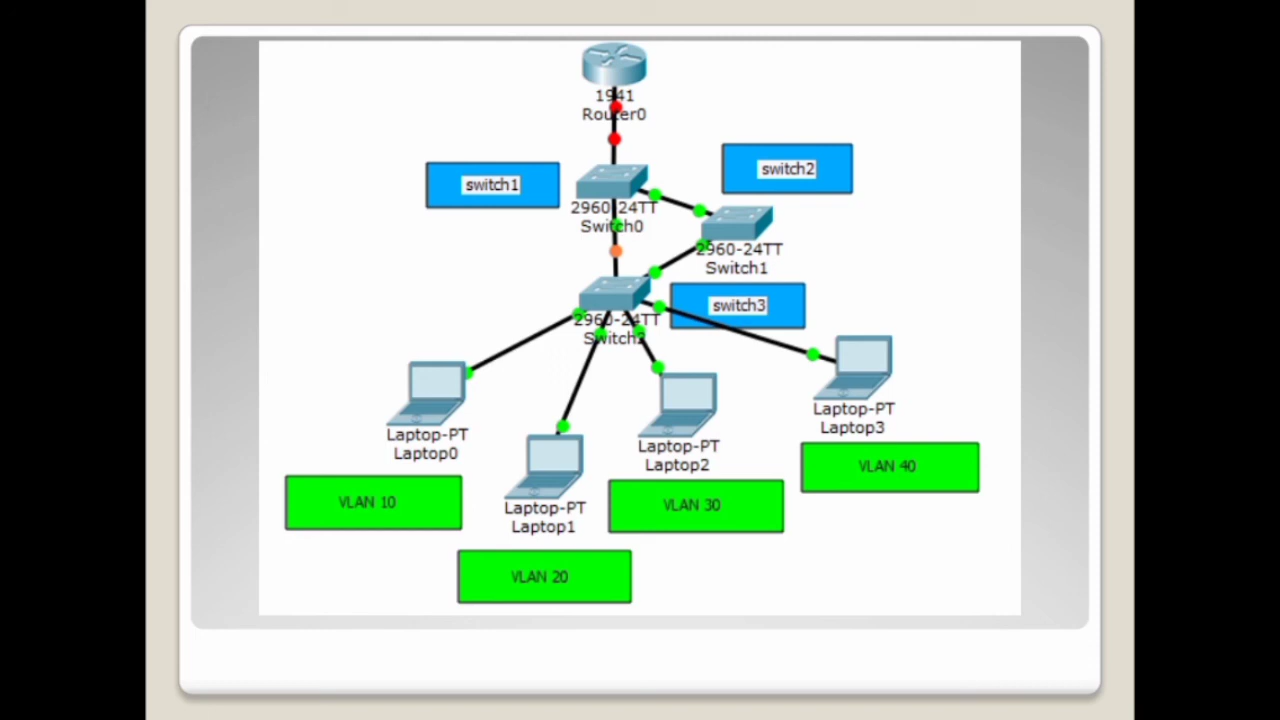 1941
Router0
switch1
switch2
2960-24TT
Switch0
2960-24TT
Switch1
switch3
2960-24TT
Laptop-PT
Laptop0
Laptop-PT
Laptop1
Laptop-PT
Laptop2
Laptop-PT
Laptop3
VLAN 10
VLAN 20
VLAN 30
VLAN 40